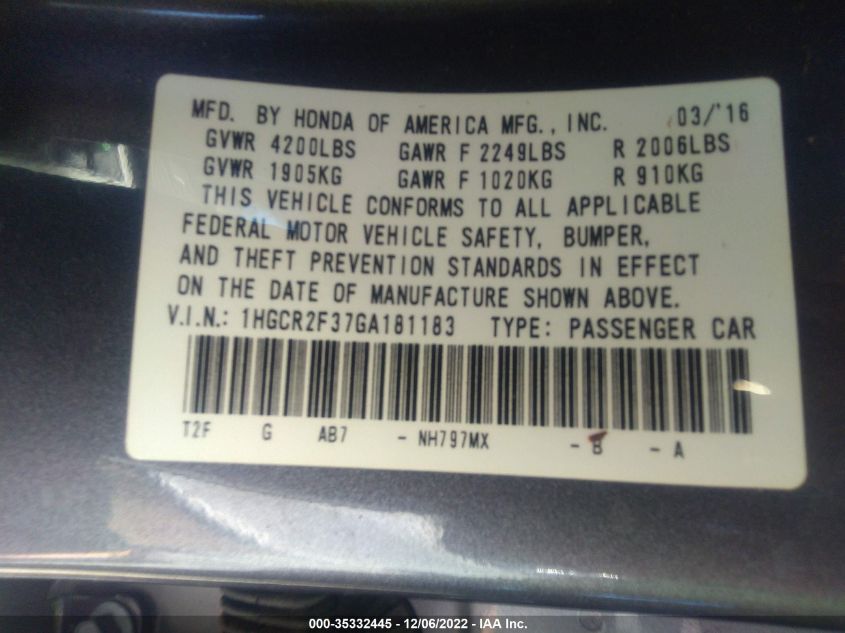 MFD. BY HONDA OF AMERICA MFG., INC. 03/'16
GVWR 4200LBS GAWR F 2249LBS R 2006LBS
GVWR 1905KG GAWR F 1020KG R 910KG
THIS VEHICLE CONFORMS TO ALL APPLICABLE
FEDERAL MOTOR VEHICLE SAFETY, BUMPER,
AND THEFT PREVENTION STANDARDS IN EFFECT
ON THE DATE OF MANUFACTURE SHOWN ABOVE.
V.I.N.: 1HGCR2F37GA181183 TYPE: PASSENGER CAR
T2F G AB7 - NH797MX - B - A
000-35332445 - 12/06/2022 - IAA Inc.